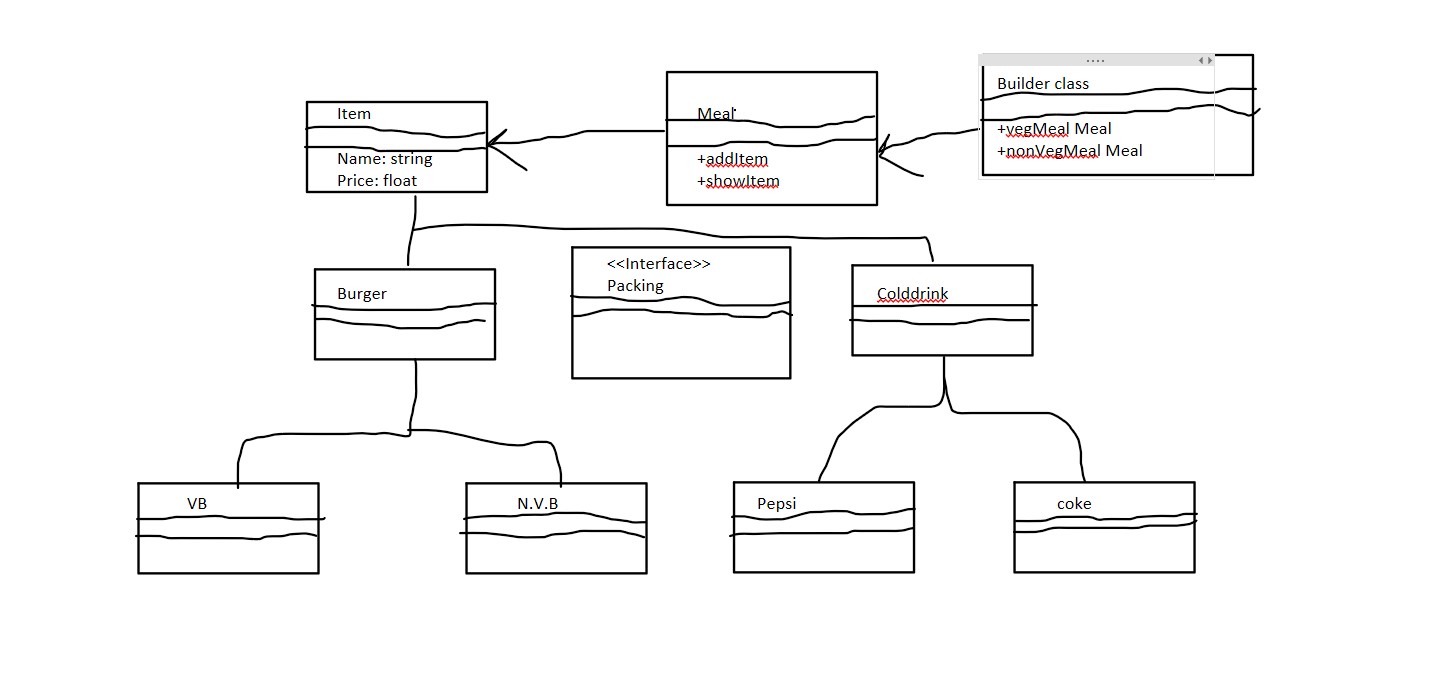 Item
Name: string
Price: float
Meal
+addItem
+showItem
Builder class
+vegMeal Meal
+nonVegMeal Meal
Burger
<<Interface>>
Packing
Colddrink
VB
N.V.B
Pepsi
coke